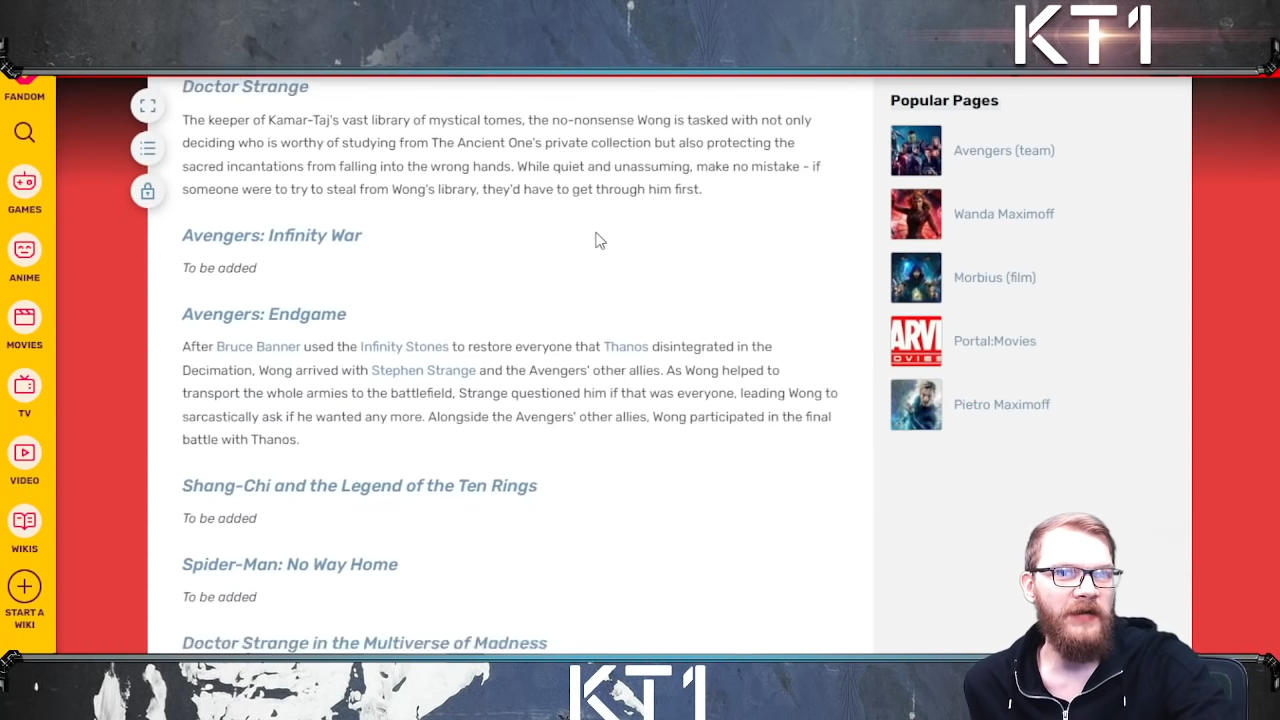 KT1
FANDOM
GAMES
ANIME
MOVIES
TV
VIDEO
WIKIS
START A
WIKI
Doctor Strange
The keeper of Kamar-Taj's vast library of mystical tomes, the no-nonsense Wong is tasked with not only
deciding who is worthy of studying from The Ancient One's private collection but also protecting the
sacred incantations from falling into the wrong hands. While quiet and unassuming, make no mistake - if
someone were to try to steal from Wong's library, they'd have to get through him first.
Avengers: Infinity War
To be added
Avengers: Endgame
After Bruce Banner used the Infinity Stones to restore everyone that Thanos disintegrated in the
Decimation, Wong arrived with Stephen Strange and the Avengers' other allies. As Wong helped to
transport the whole armies to the battlefield, Strange questioned him if that was everyone, leading Wong to
sarcastically ask if he wanted any more. Alongside the Avengers' other allies, Wong participated in the final
battle with Thanos.
Shang-Chi and the Legend of the Ten Rings
To be added
Spider-Man: No Way Home
To be added
Doctor Strange in the Multiverse of Madness
Popular Pages
Avengers (team)
Wanda Maximoff
Morbius (film)
ARV
OVIES
Portal:Movies
Pietro Maximoff
KT1